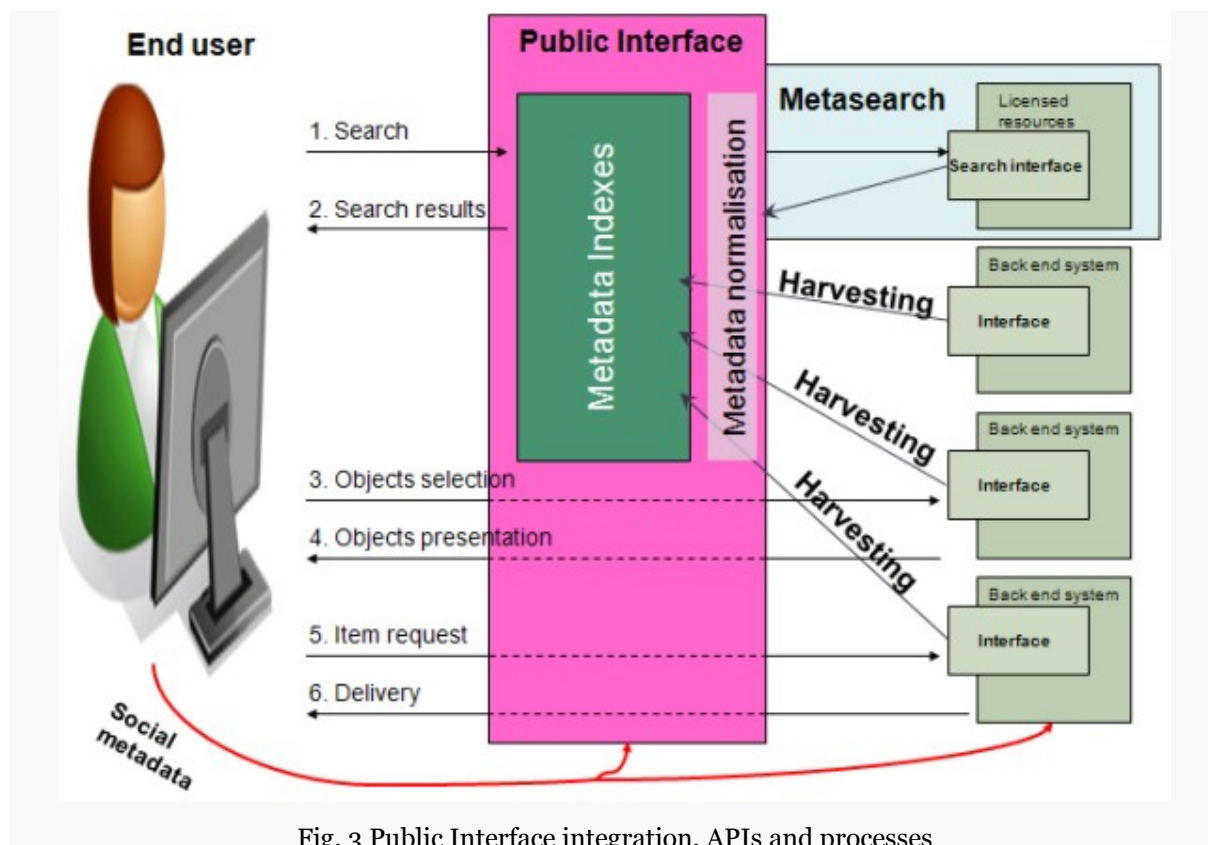 End user
Public Interface
Metasearch
Licensed
resources
Search interface
1. Search
2. Search results
Metadata Indexes
Metadata normalisation
Harvesting
Back end system
Interface
Harvesting
Back end system
Interface
3. Objects selection
4. Objects presentation
Harvesting
Back end system
Interface
5. Item request
6. Delivery
Social
metadata
Fig. 3 Public Interface integration, APIs and processes